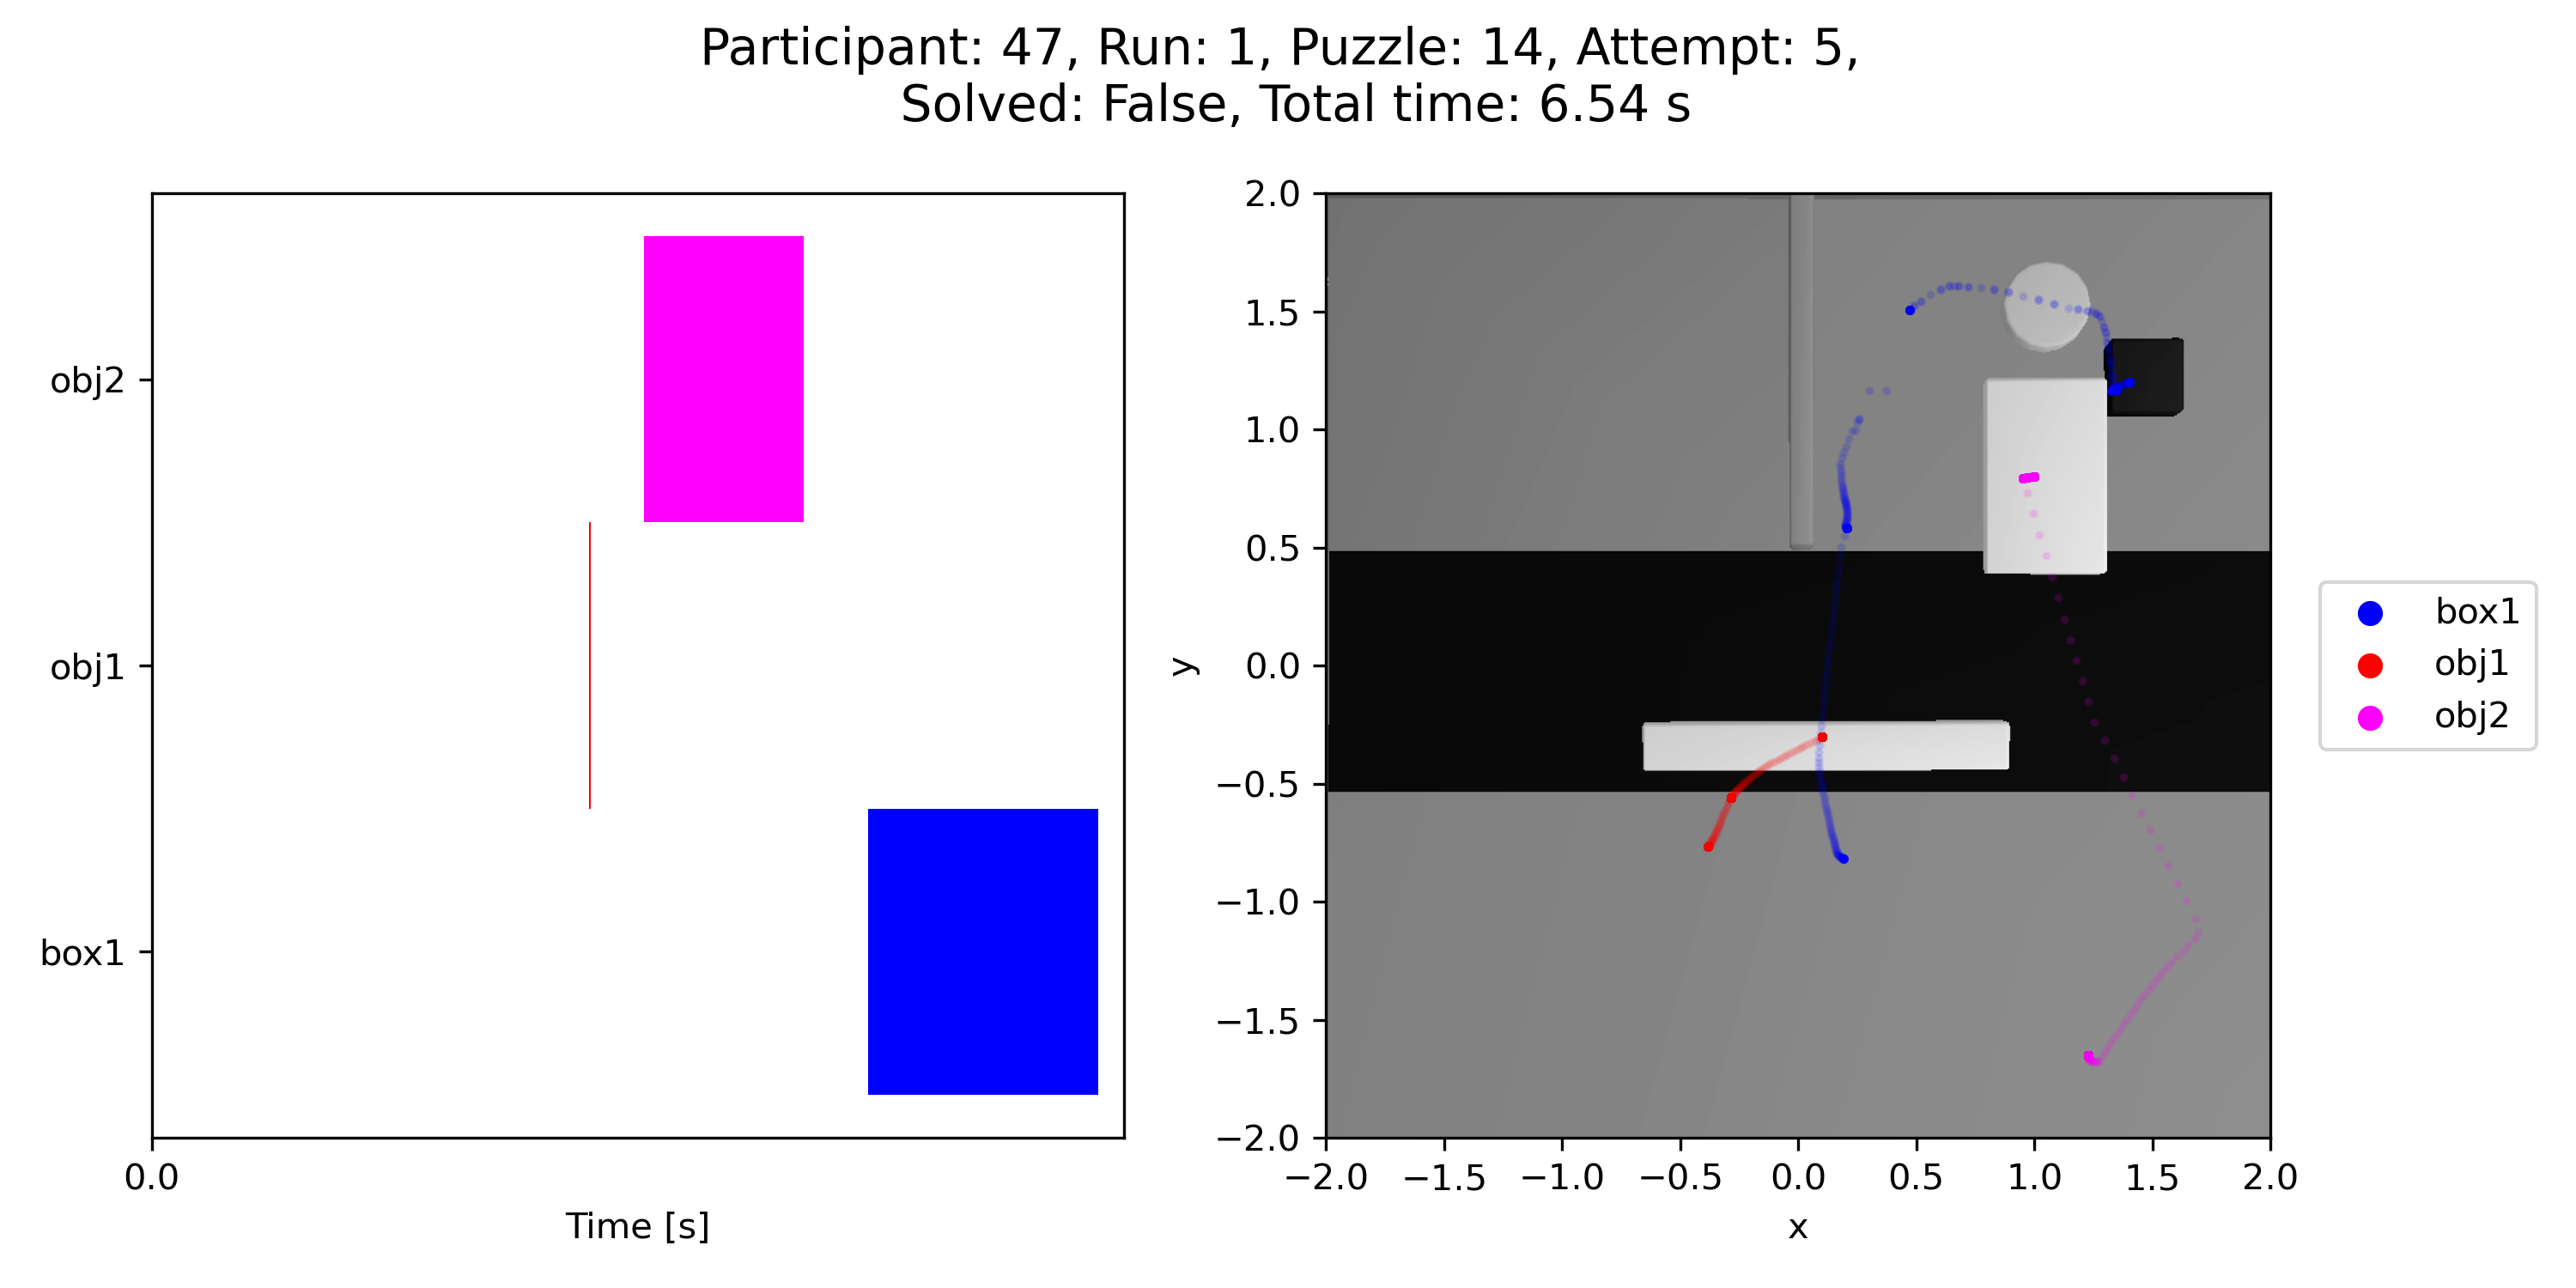 Participant: 47, Run: 1, Puzzle: 14, Attempt: 5,
Solved: False, Total time: 6.54 s
obj2
obj1
box1
0.0
Time [s]
2.0
1.5
1.0
0.5
0.0
−0.5
−1.0
−1.5
−2.0
y
−2.0 −1.5 −1.0 −0.5 0.0 0.5 1.0 1.5 2.0
x
box1
obj1
obj2